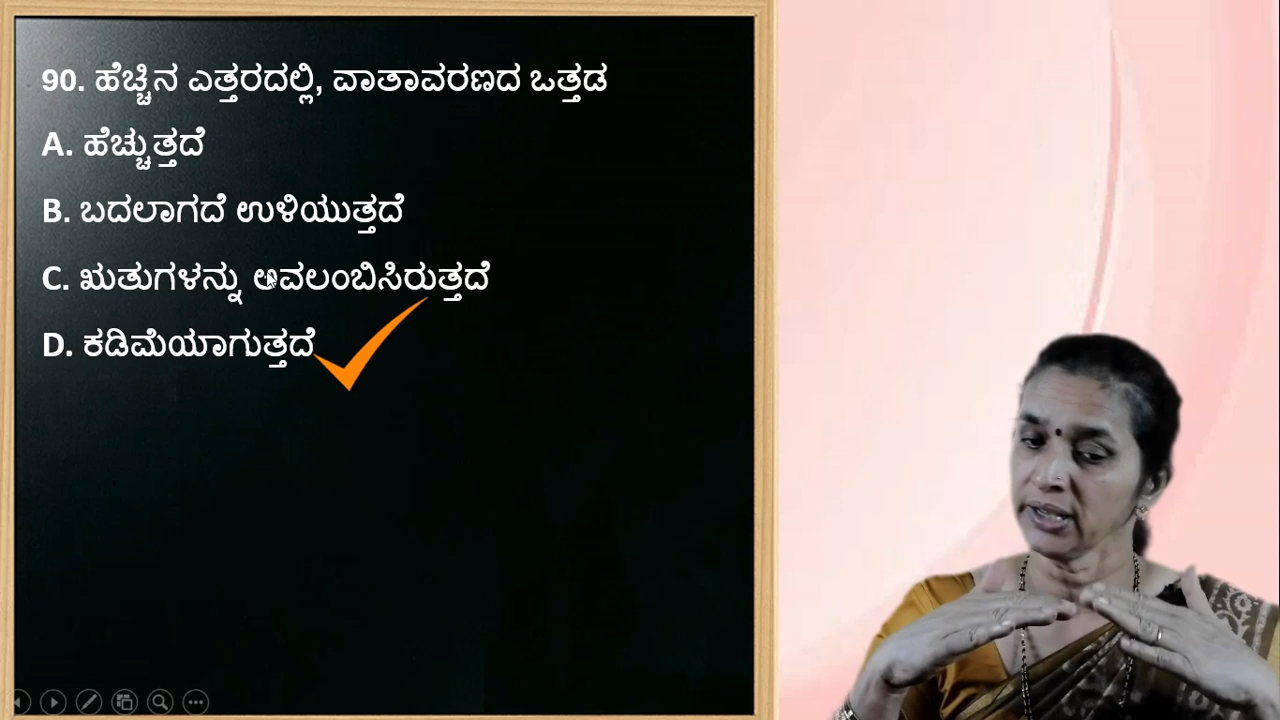 90. ಹೆಚ್ಚಿನ ಎತ್ತರದಲ್ಲಿ, ವಾತಾವರಣದ ಒತ್ತಡ
A. ಹೆಚ್ಚುತ್ತದೆ
B. ಬದಲಾಗದೆ ಉಳಿಯುತ್ತದೆ
C. ಋತುಗಳನ್ನು ಅವಲಂಬಿಸಿರುತ್ತದೆ
D. ಕಡಿಮೆಯಾಗುತ್ತದೆ